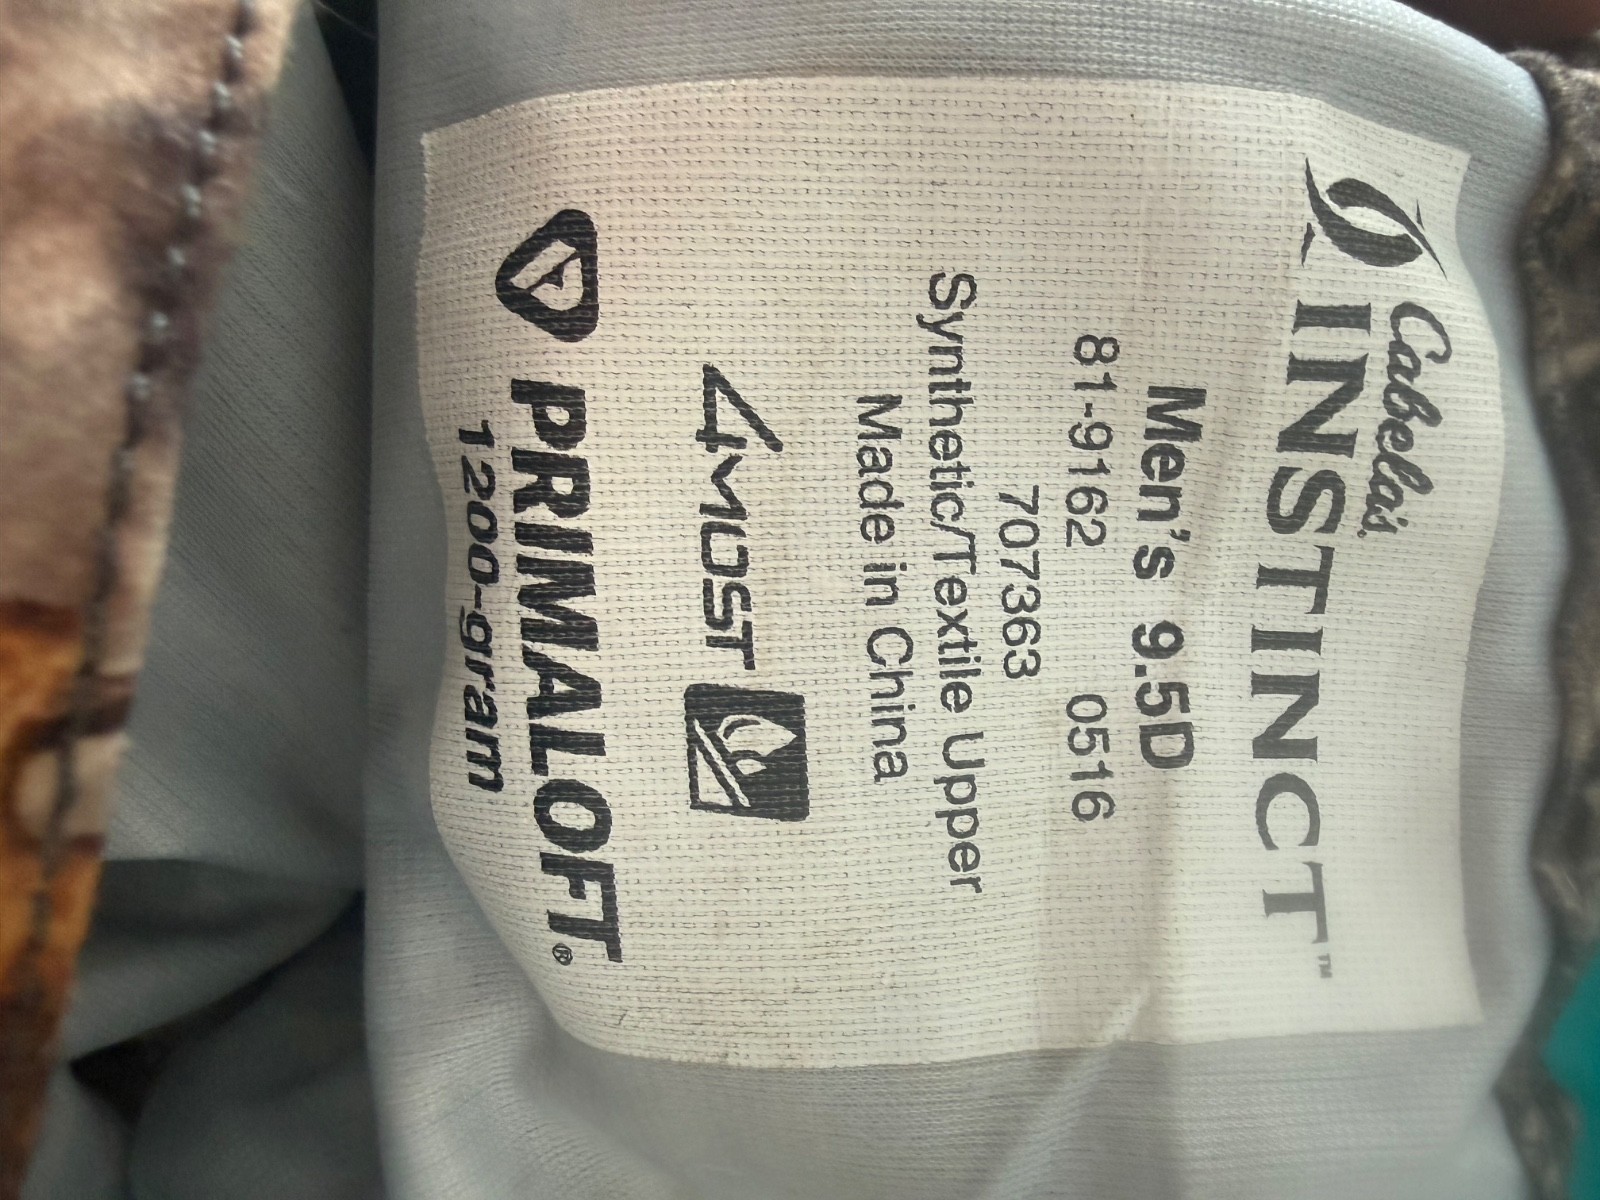 Cabela's
INSTINCT™
Men's 9.5D
81-9162 0516
707363
Synthetic/Textile Upper
Made in China
4MOST
PRIMALOFT®
1200-gram